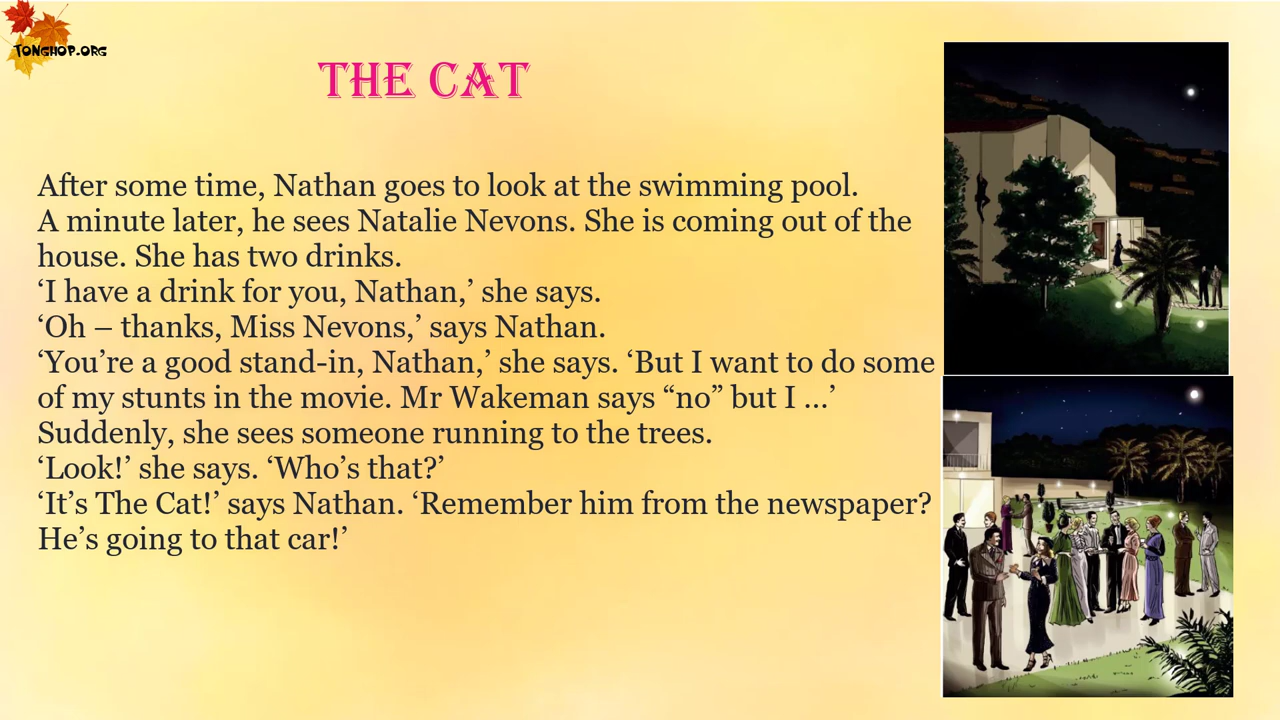 TONGHOP.ORG
THE CAT
After some time, Nathan goes to look at the swimming pool.
A minute later, he sees Natalie Nevons. She is coming out of the
house. She has two drinks.
‘I have a drink for you, Nathan,’ she says.
‘Oh – thanks, Miss Nevons,’ says Nathan.
‘You’re a good stand-in, Nathan,’ she says. ‘But I want to do some
of my stunts in the movie. Mr Wakeman says “no” but I ...’
Suddenly, she sees someone running to the trees.
‘Look!’ she says. ‘Who’s that?’
‘It’s The Cat!’ says Nathan. ‘Remember him from the newspaper?
He’s going to that car!’